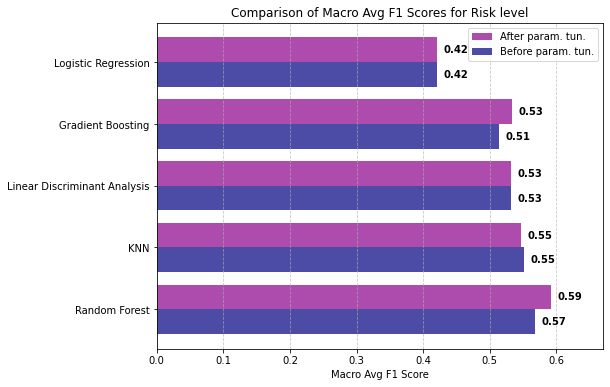 Comparison of Macro Avg F1 Scores for Risk level
After param. tun.
Before param. tun.
Logistic Regression
0.42
0.42
Gradient Boosting
0.53
0.51
Linear Discriminant Analysis
0.53
0.53
KNN
0.55
0.55
Random Forest
0.59
0.57
0.0 0.1 0.2 0.3 0.4 0.5 0.6
Macro Avg F1 Score